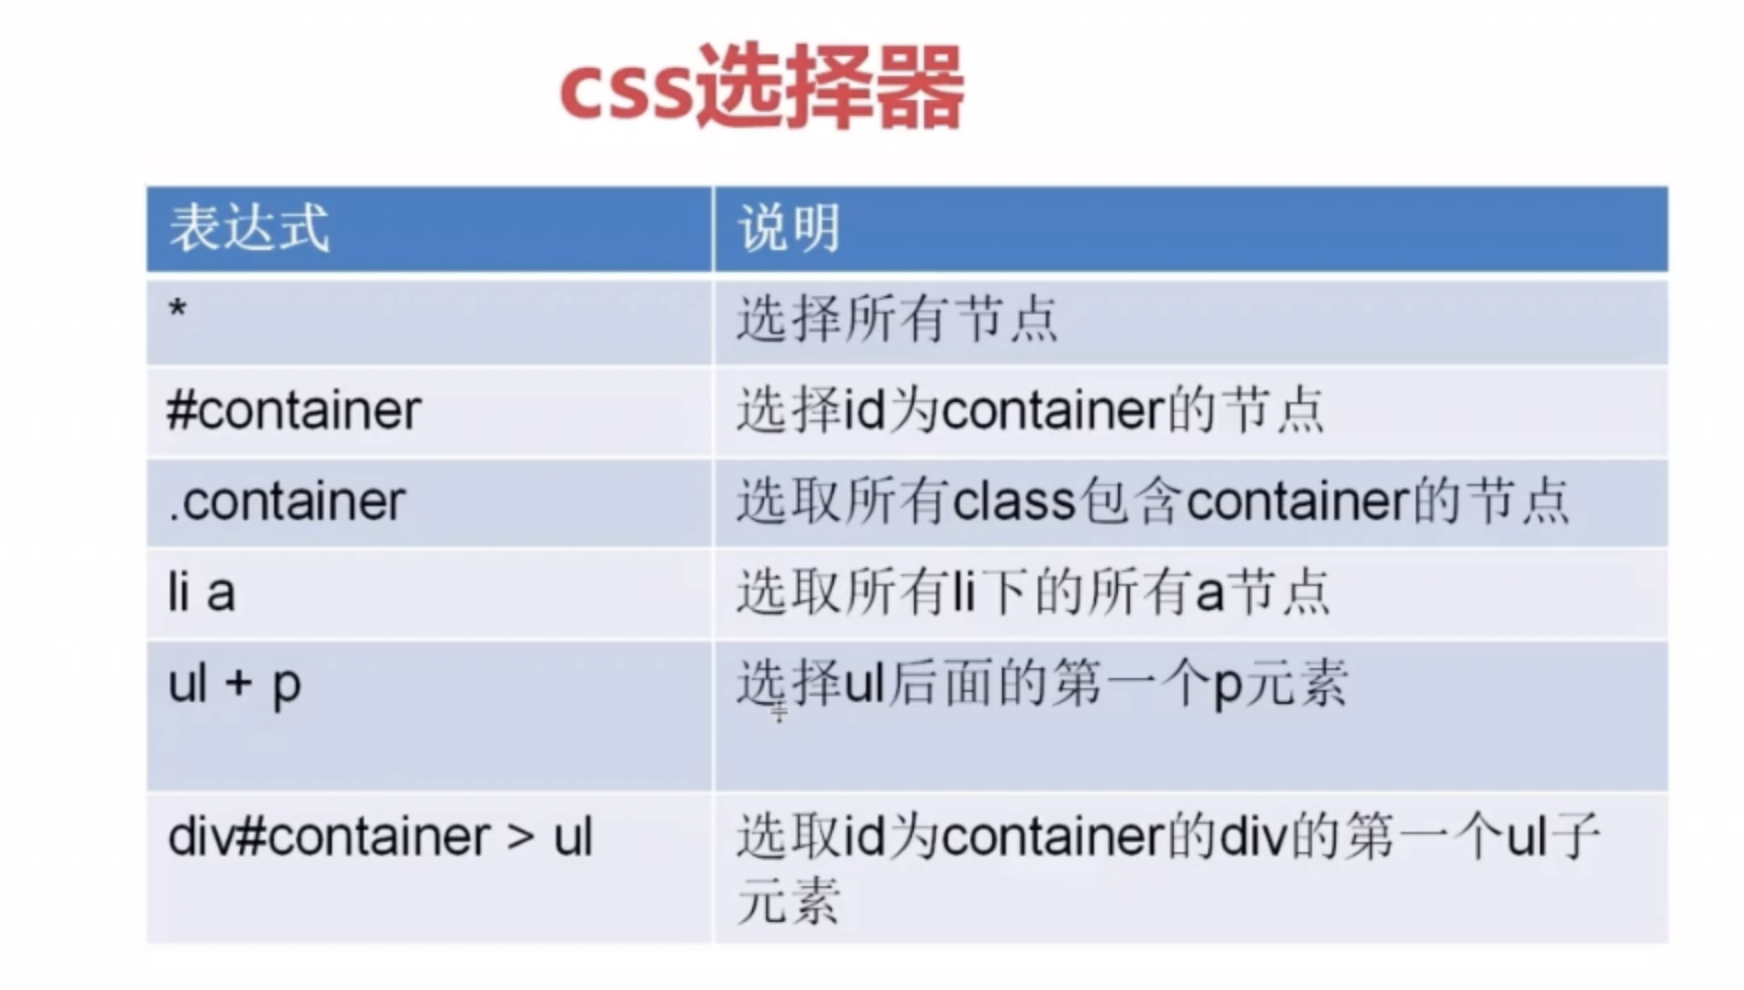 css选择器
表达式 说明
* 选择所有节点
#container 选择id为container的节点
.container 选取所有class包含container的节点
li a 选取所有li下的所有a节点
ul + p 选择ul后面的第一个p元素
div#container > ul 选取id为container的div的第一个ul子
元素